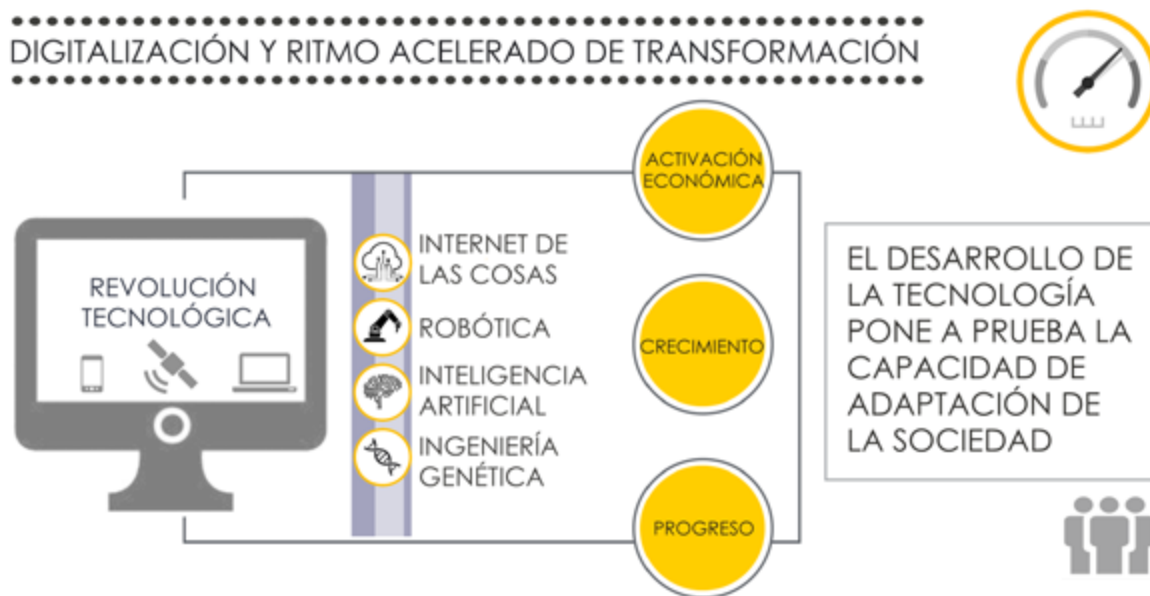 DIGITALIZACIÓN Y RITMO ACELERADO DE TRANSFORMACIÓN
REVOLUCIÓN
TECNOLÓGICA
INTERNET DE
LAS COSAS
ROBÓTICA
INTELIGENCIA
ARTIFICIAL
INGENIERÍA
GENÉTICA
ACTIVACIÓN
ECONÓMICA
CRECIMIENTO
PROGRESO
EL DESARROLLO DE
LA TECNOLOGÍA
PONE A PRUEBA LA
CAPACIDAD DE
ADAPTACIÓN DE
LA SOCIEDAD